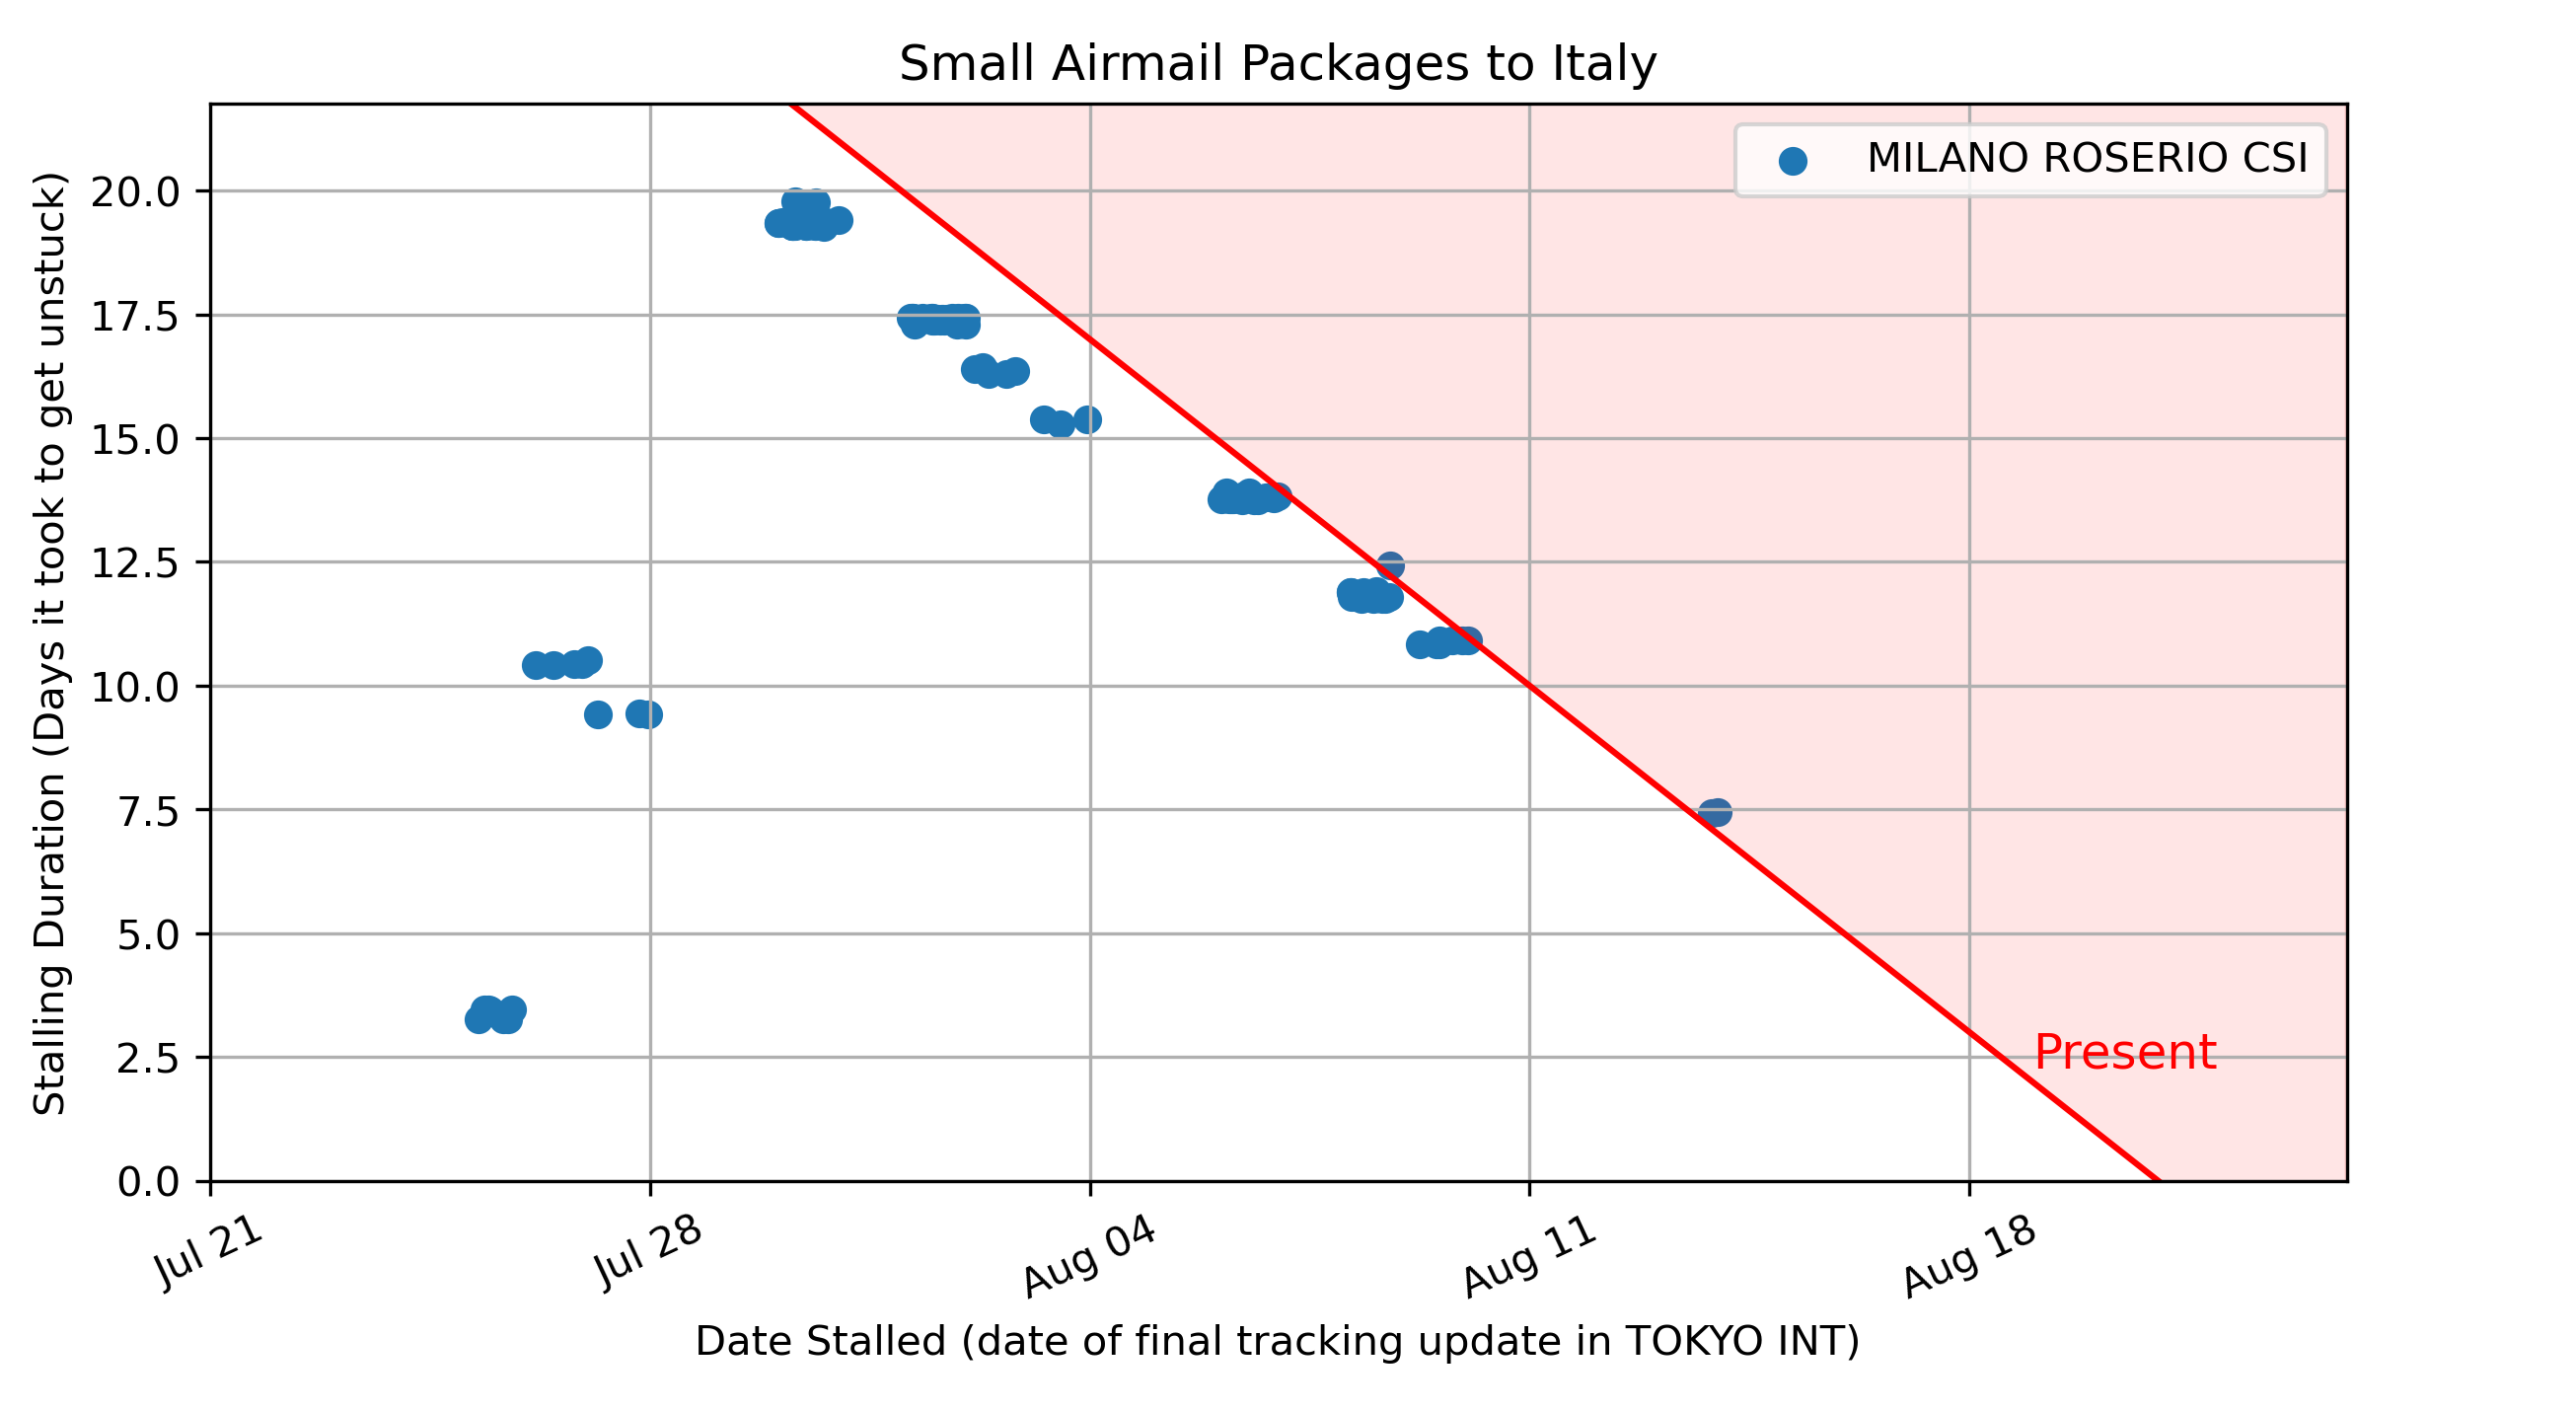 Small Airmail Packages to Italy
MILANO ROSERIO CSI
Stalling Duration (Days it took to get unstuck)
20.0
17.5
15.0
12.5
10.0
7.5
5.0
2.5
0.0
Present
Jul 21
Jul 28
Aug 04
Aug 11
Aug 18
Date Stalled (date of final tracking update in TOKYO INT)